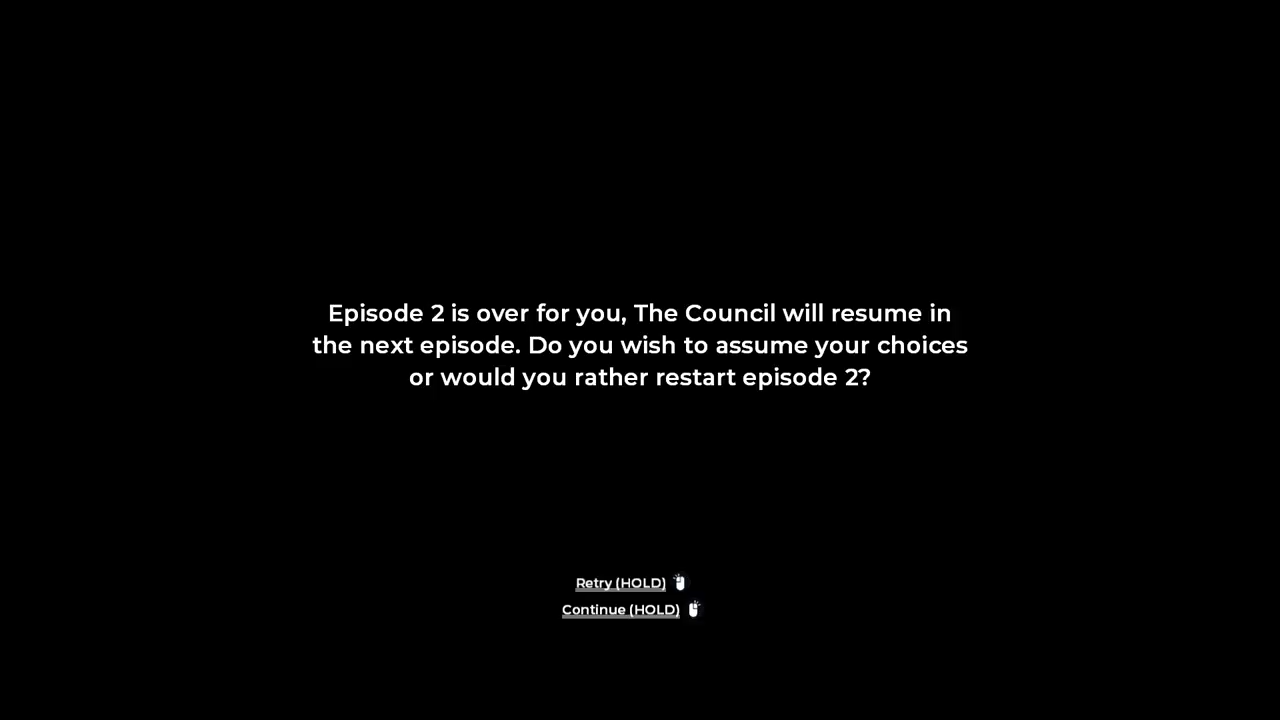 Episode 2 is over for you, The Council will resume in
the next episode. Do you wish to assume your choices
or would you rather restart episode 2?
Retry (HOLD)
Continue (HOLD)